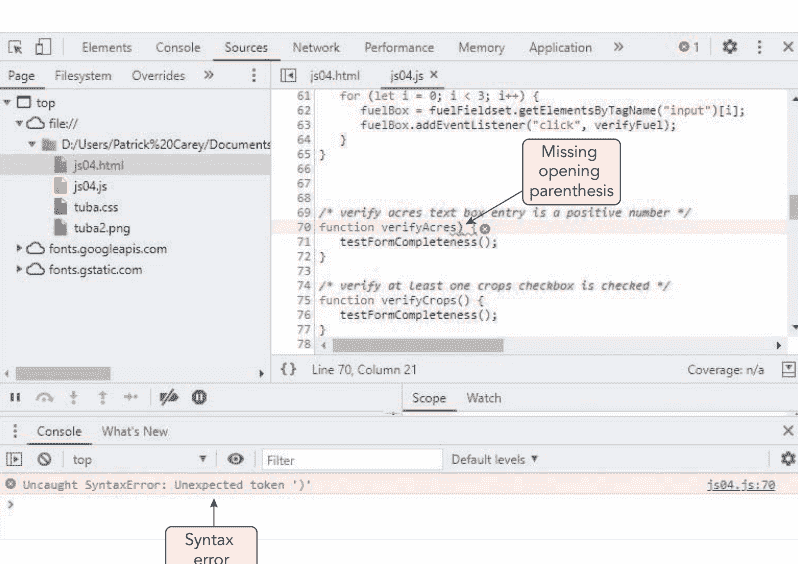 Elements Console Sources Network Performance Memory Application » 1
Page Filesystem Overrides » js04.html js04.js ×
top
file://
D:/Users/Patrick%20Carey/Documents
js04.html
js04.js
tuba.css
tuba2.png
fonts.googleapis.com
fonts.gstatic.com
61 for (let i = 0; i < 3; i++) {
62 fuelBox = fuelFieldset.getElementsByTagName("input")[i];
63 fuelBox.addEventListener("click", verifyFuel);
64 }
65 }
66
67
68
69 /* verify acres text box entry is a positive number */
70 function verifyAcres) {
71 testFormCompleteness();
72 }
73
74 /* verify at least one crops checkbox is checked */
75 function verifyCrops() {
76 testFormCompleteness();
77 }
78
Missing
opening
parenthesis
{} Line 70, Column 21 Coverage: n/a
Scope Watch
Console What's New
top Filter Default levels
Uncaught SyntaxError: Unexpected token ')' js04.js:70
>
Syntax
error